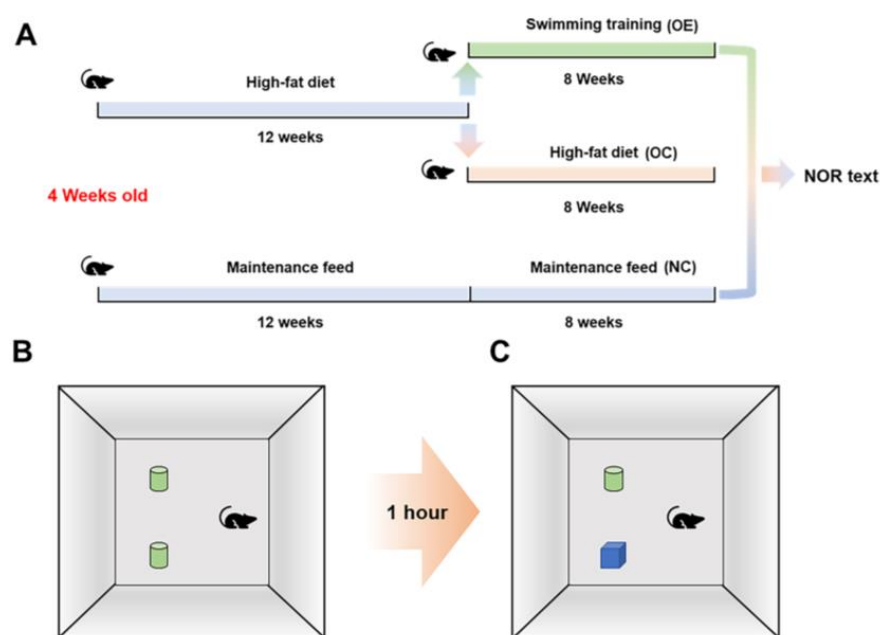 A
Swimming training (OE)
8 Weeks
High-fat diet
12 weeks
High-fat diet (OC)
8 Weeks
NOR text
4 Weeks old
Maintenance feed
Maintenance feed (NC)
12 weeks
8 weeks
B
C
1 hour